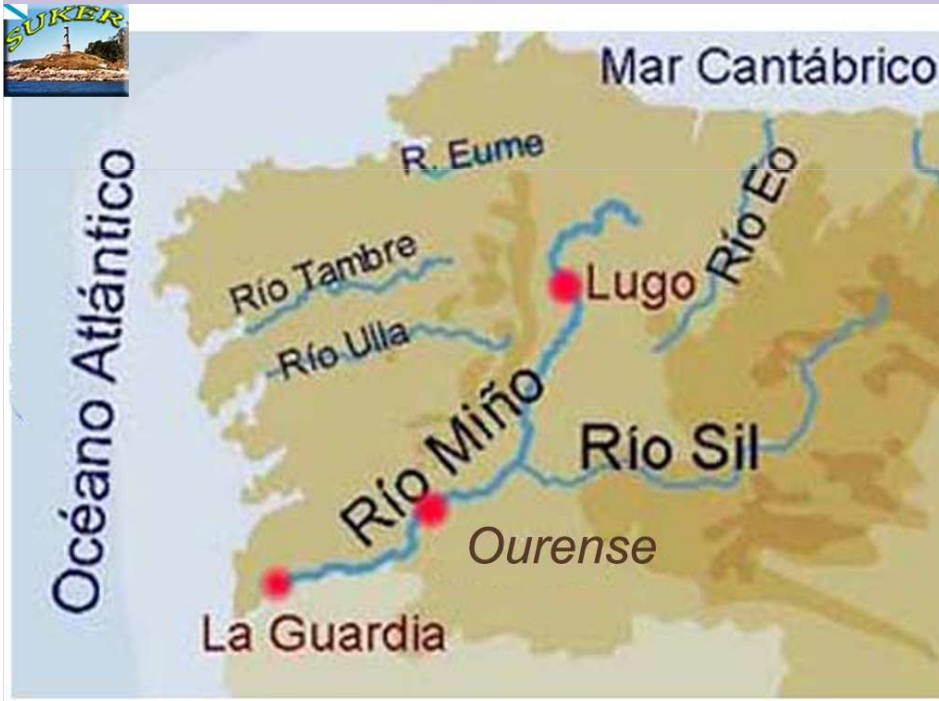 SUKER
Mar Cantábrico
R. Eume
Océano Atlántico
Río Eo
Río Tambre
Lugo
Río Ulla
Río Miño
Río Sil
Ourense
La Guardia